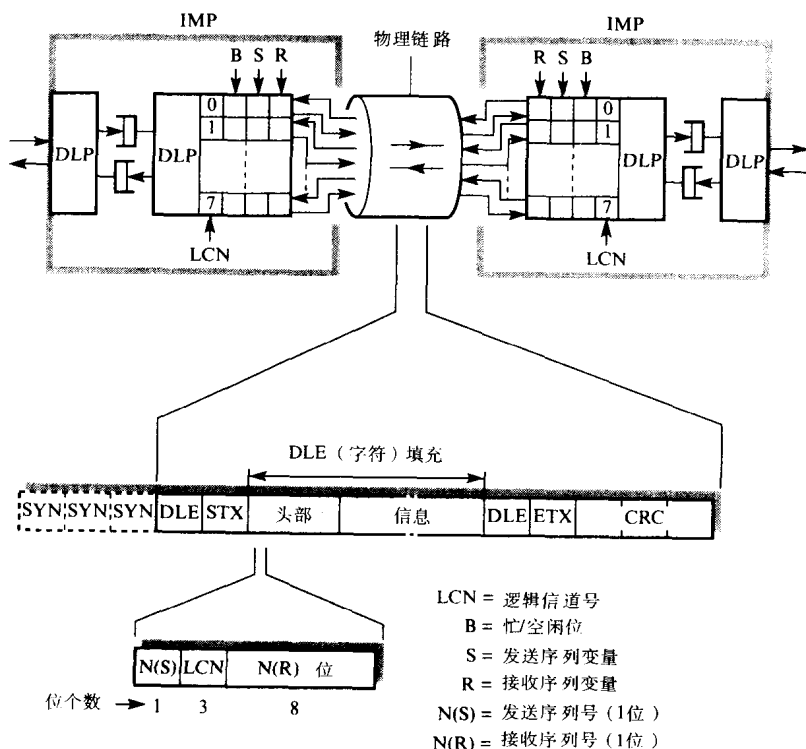 IMP
IMP
物理链路
B S R
R S B
0
1
7
DLP
DLP
LCN
0
1
7
DLP
DLP
LCN
DLE（字符）填充
SYN SYN SYN DLE STX 头部 信息 DLE ETX CRC
N(S) LCN N(R) 位
位个数 1 3 8
LCN = 逻辑信道号
B = 忙/空闲位
S = 发送序列变量
R = 接收序列变量
N(S) = 发送序列号（1位）
N(R) = 接收序列号（1位）